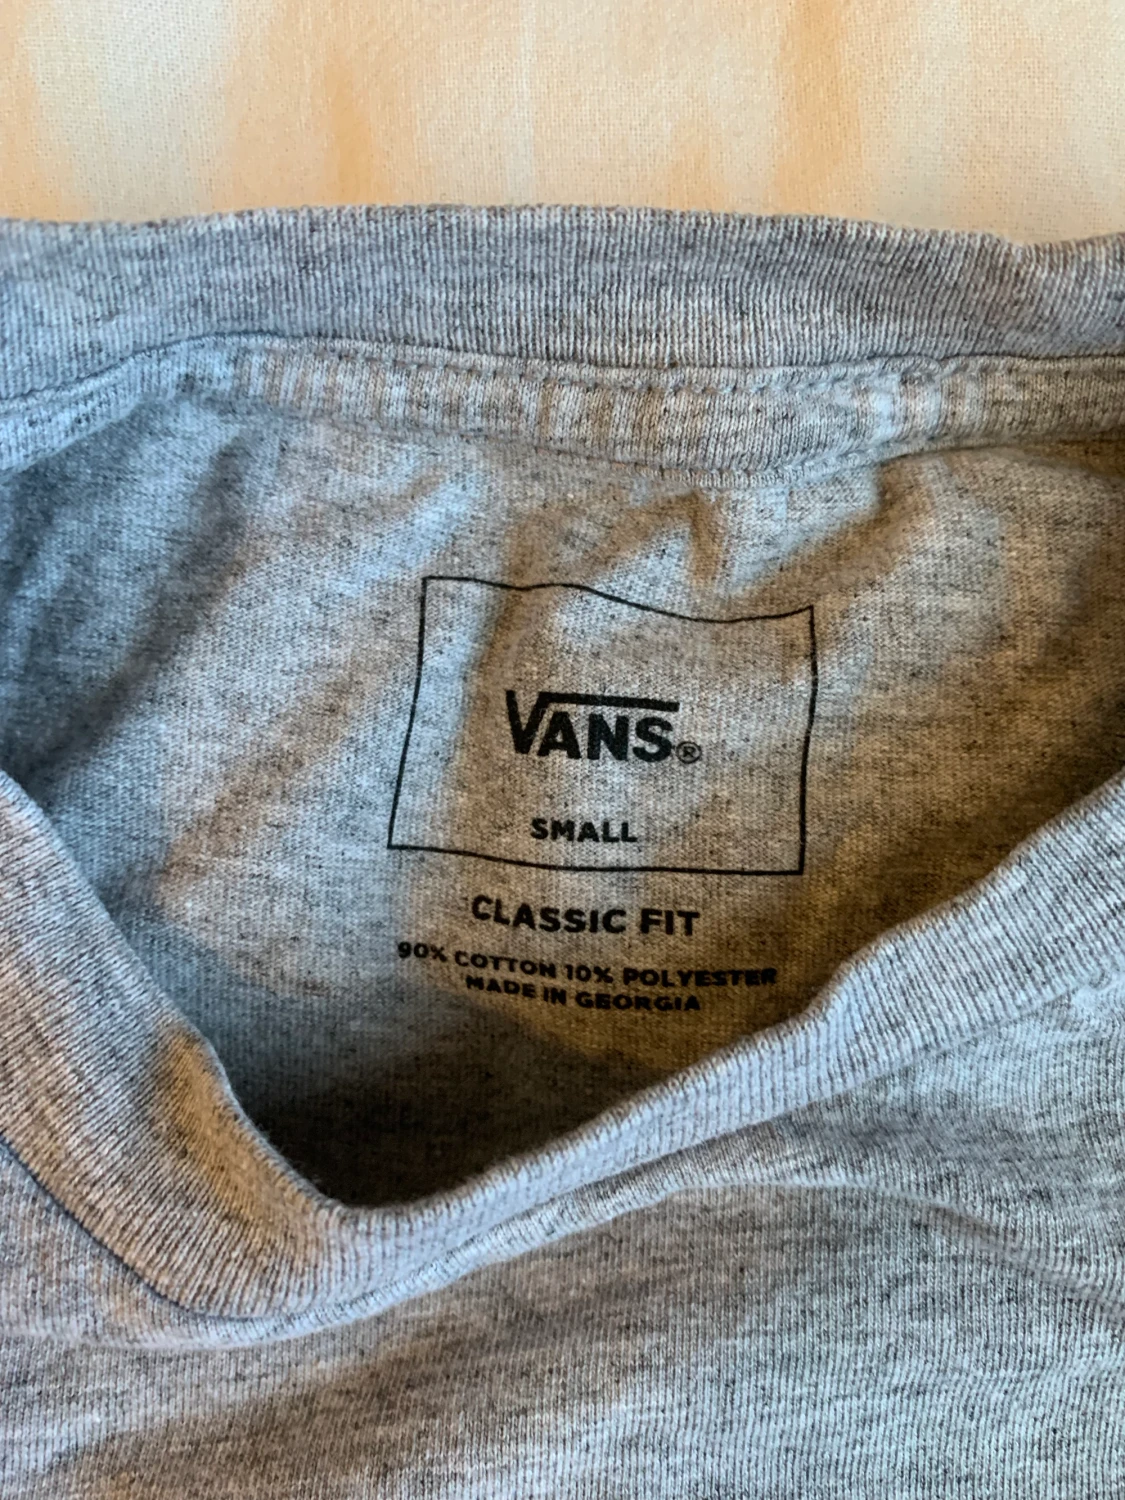 VANS®
SMALL
CLASSIC FIT
90% COTTON 10% POLYESTER
MADE IN GEORGIA